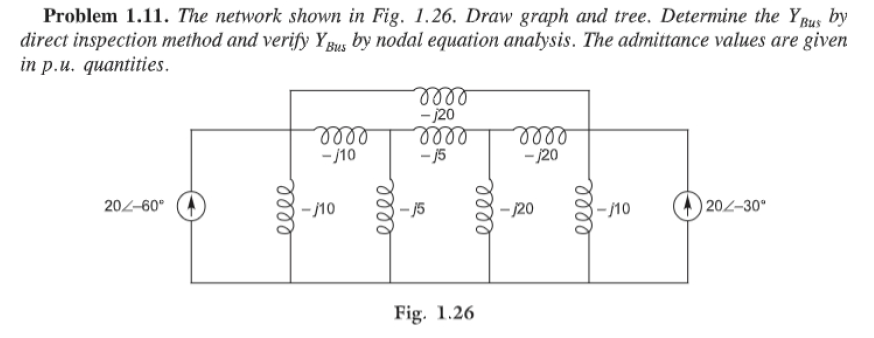 Problem 1.11. The network shown in Fig. 1.26. Draw graph and tree. Determine the Y_Bus by
direct inspection method and verify Y_Bus by nodal equation analysis. The admittance values are given
in p.u. quantities.
– j20
– j10
– j5
– j20
20∠–60°
– j10
– j5
– j20
– j10
20∠–30°
Fig. 1.26